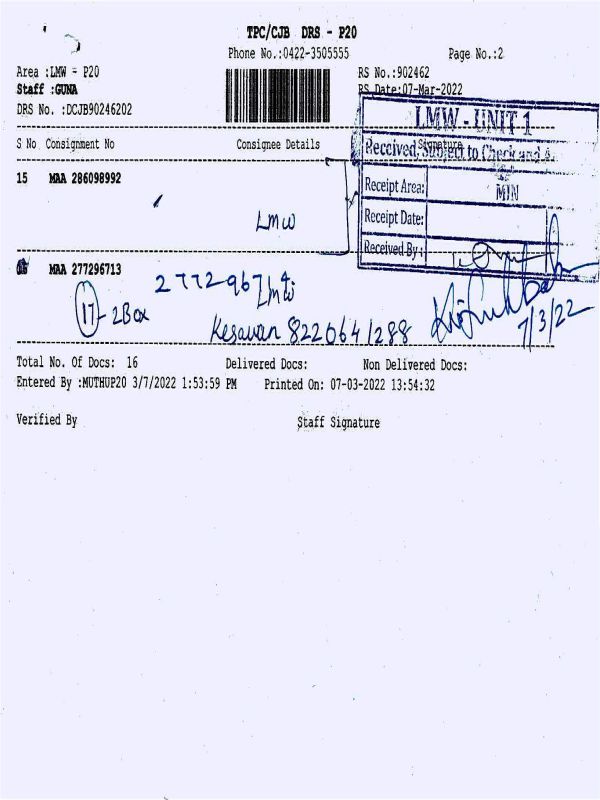 TPC/CJB DRS - P20
Phone No.:0422-3505555 Page No.:2
Area :LMW - P20 RS No.:902462
Staff :GUNA RS Date:07-Mar-2022
DRS No. :DCJB90246202
LMW - UNIT 1
S No Consignment No Consignee Details Signature
Received, Subject to Check and
15 MAA 286098992
Receipt Area: MIN
LMW
Receipt Date:
Received By :
16 MAA 277296713
277296714
LMW
17 - 2Box
Kesavan 8220641288
7/3/22
Total No. Of Docs: 16 Delivered Docs: Non Delivered Docs:
Entered By :MUTHUP20 3/7/2022 1:53:59 PM Printed On: 07-03-2022 13:54:32
Verified By Staff Signature